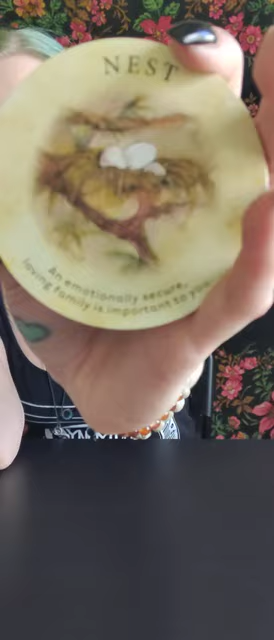 NEST
An emotionally secure,
loving family is important to you.